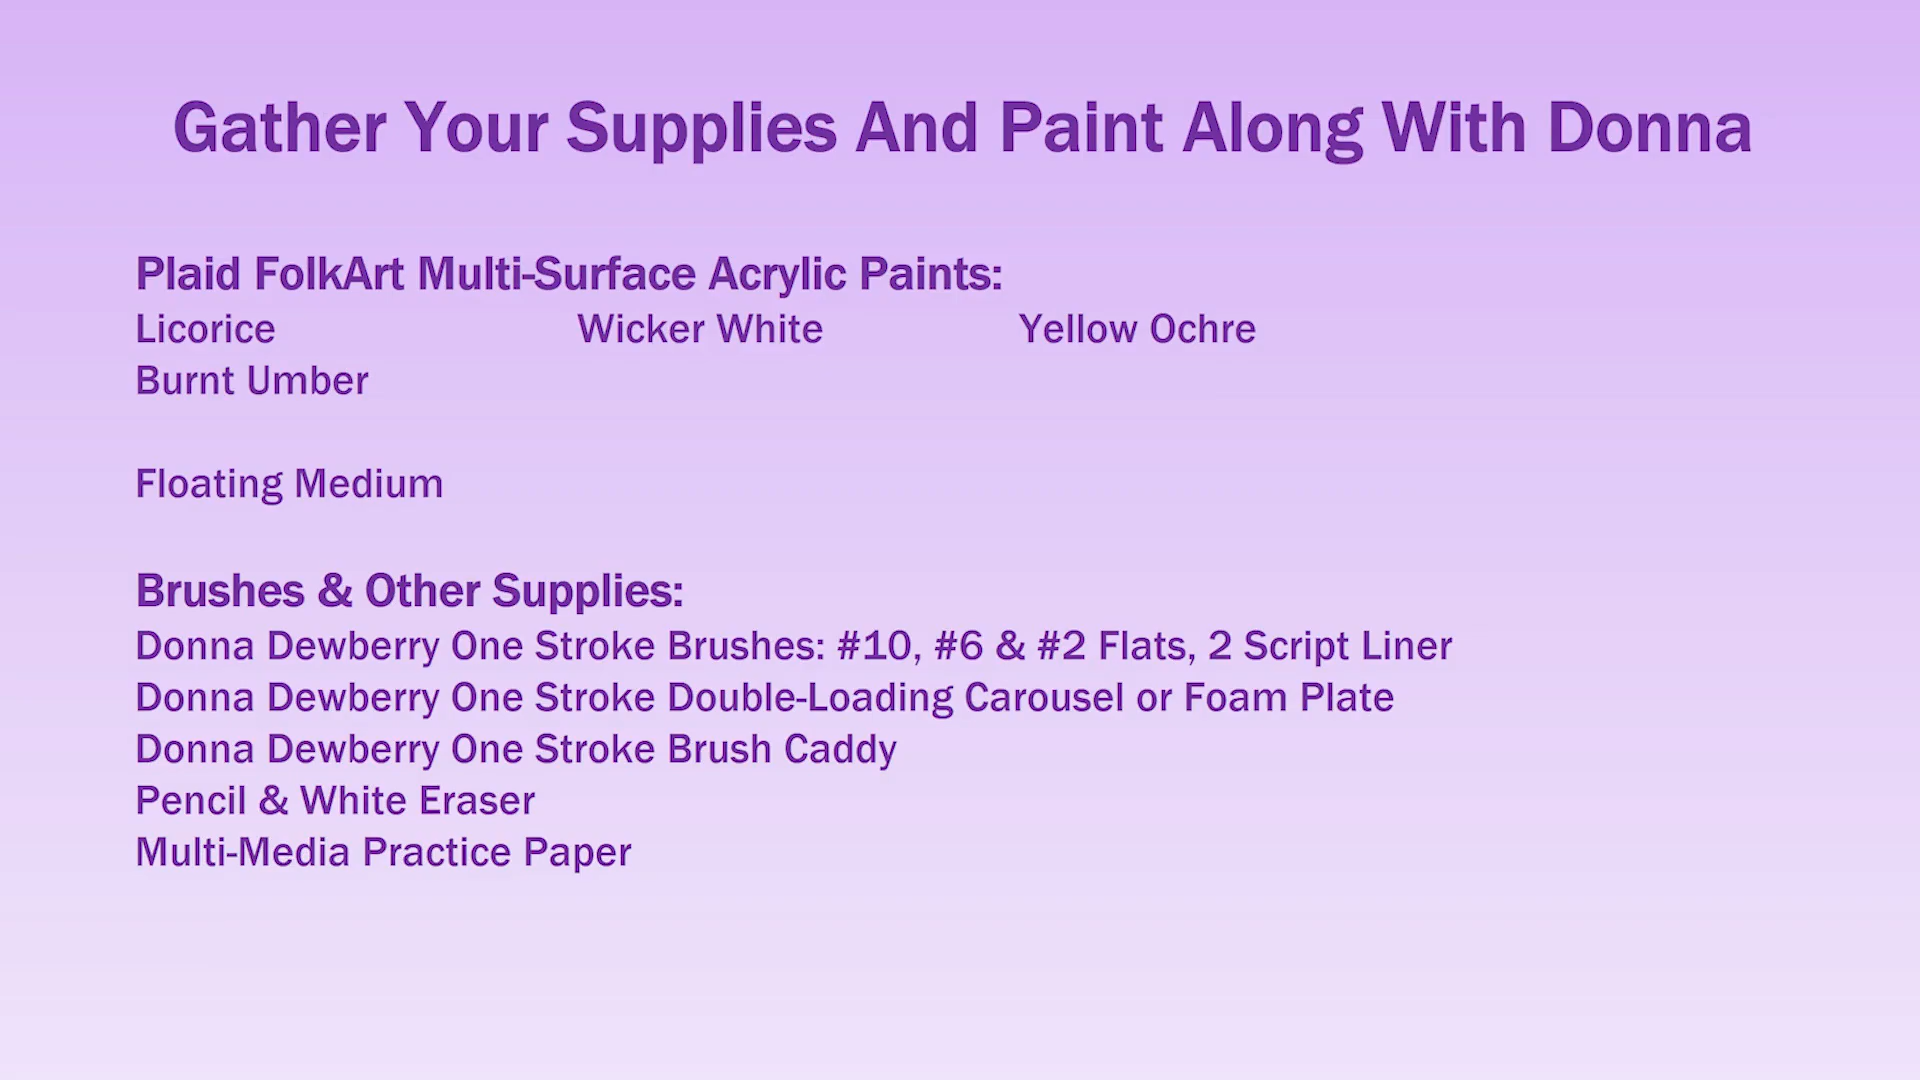 Gather Your Supplies And Paint Along With Donna
Plaid FolkArt Multi-Surface Acrylic Paints:
Licorice Wicker White Yellow Ochre
Burnt Umber
Floating Medium
Brushes & Other Supplies:
Donna Dewberry One Stroke Brushes: #10, #6 & #2 Flats, 2 Script Liner
Donna Dewberry One Stroke Double-Loading Carousel or Foam Plate
Donna Dewberry One Stroke Brush Caddy
Pencil & White Eraser
Multi-Media Practice Paper